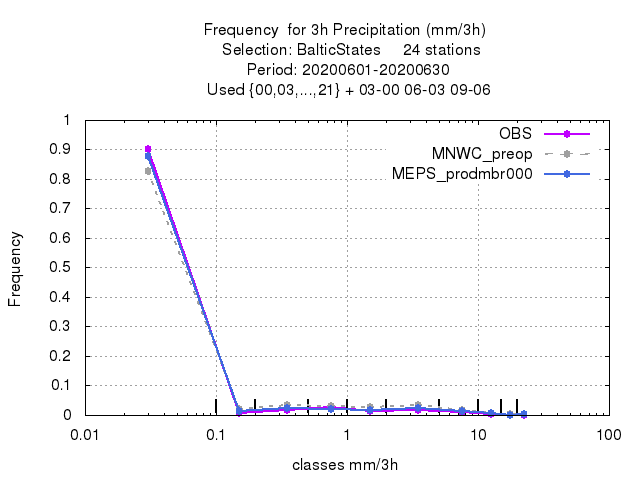 Frequency  for 3h Precipitation (mm/3h)
Selection: BalticStates     24 stations
Period: 20200601-20200630
Used {00,03,...,21} + 03-00 06-03 09-06
OBS
MNWC_preop
MEPS_prodmbr000
1
0.9
0.8
0.7
0.6
0.5
0.4
0.3
0.2
0.1
0
Frequency
0.01 0.1 1 10 100
classes mm/3h